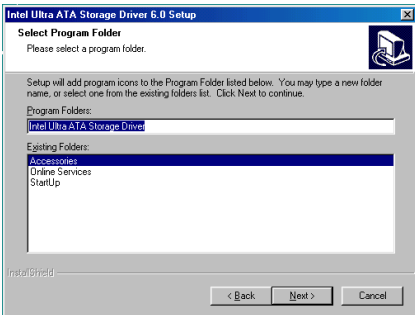 Intel Ultra ATA Storage Driver 6.0 Setup
Select Program Folder
Please select a program folder.
Setup will add program icons to the Program Folder listed below. You may type a new folder
name, or select one from the existing folders list. Click Next to continue.
Program Folders:
Intel Ultra ATA Storage Driver
Existing Folders:
Accessories
Online Services
StartUp
InstallShield
< Back
Next >
Cancel